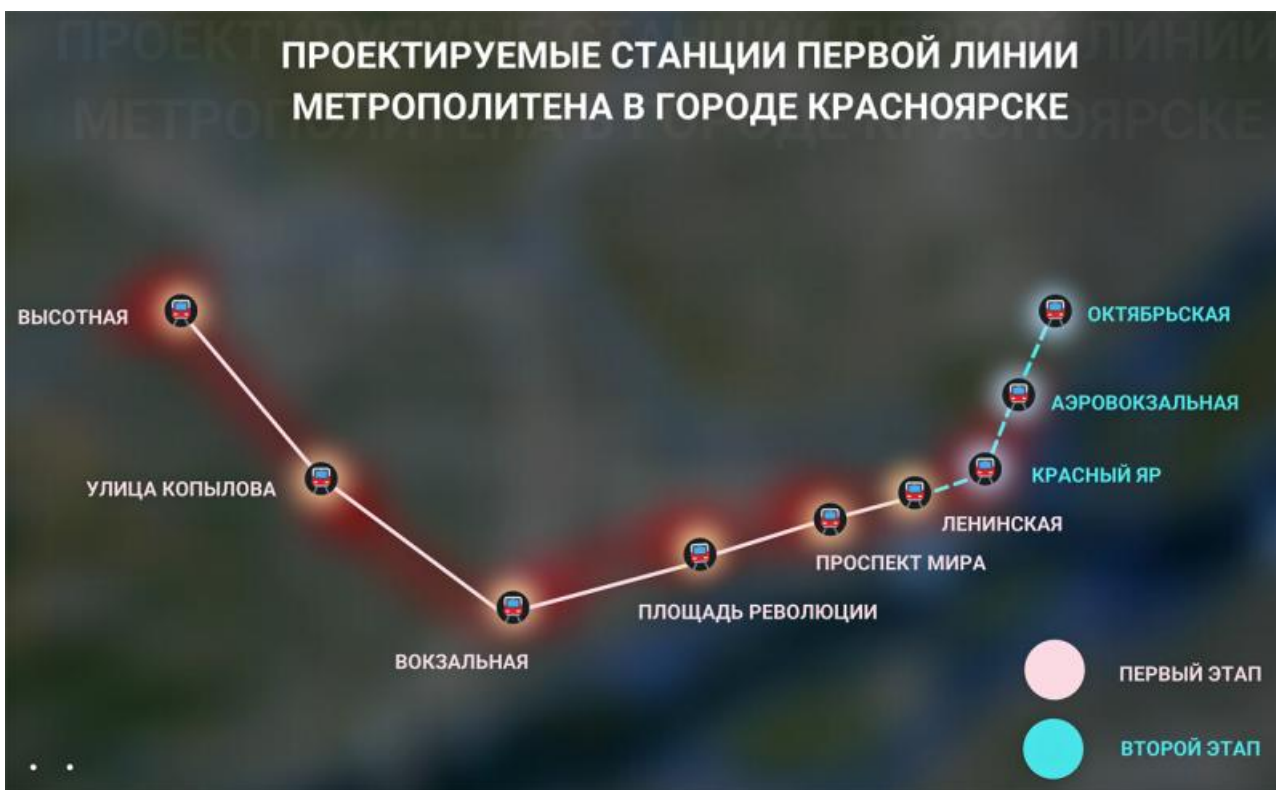 ПРОЕКТИРУЕМЫЕ СТАНЦИИ ПЕРВОЙ ЛИНИИ
МЕТРОПОЛИТЕНА В ГОРОДЕ КРАСНОЯРСКЕ
ВЫСОТНАЯ
ОКТЯБРЬСКАЯ
АЭРОВОКЗАЛЬНАЯ
КРАСНЫЙ ЯР
УЛИЦА КОПЫЛОВА
ЛЕНИНСКАЯ
ПРОСПЕКТ МИРА
ПЛОЩАДЬ РЕВОЛЮЦИИ
ВОКЗАЛЬНАЯ
ПЕРВЫЙ ЭТАП
ВТОРОЙ ЭТАП